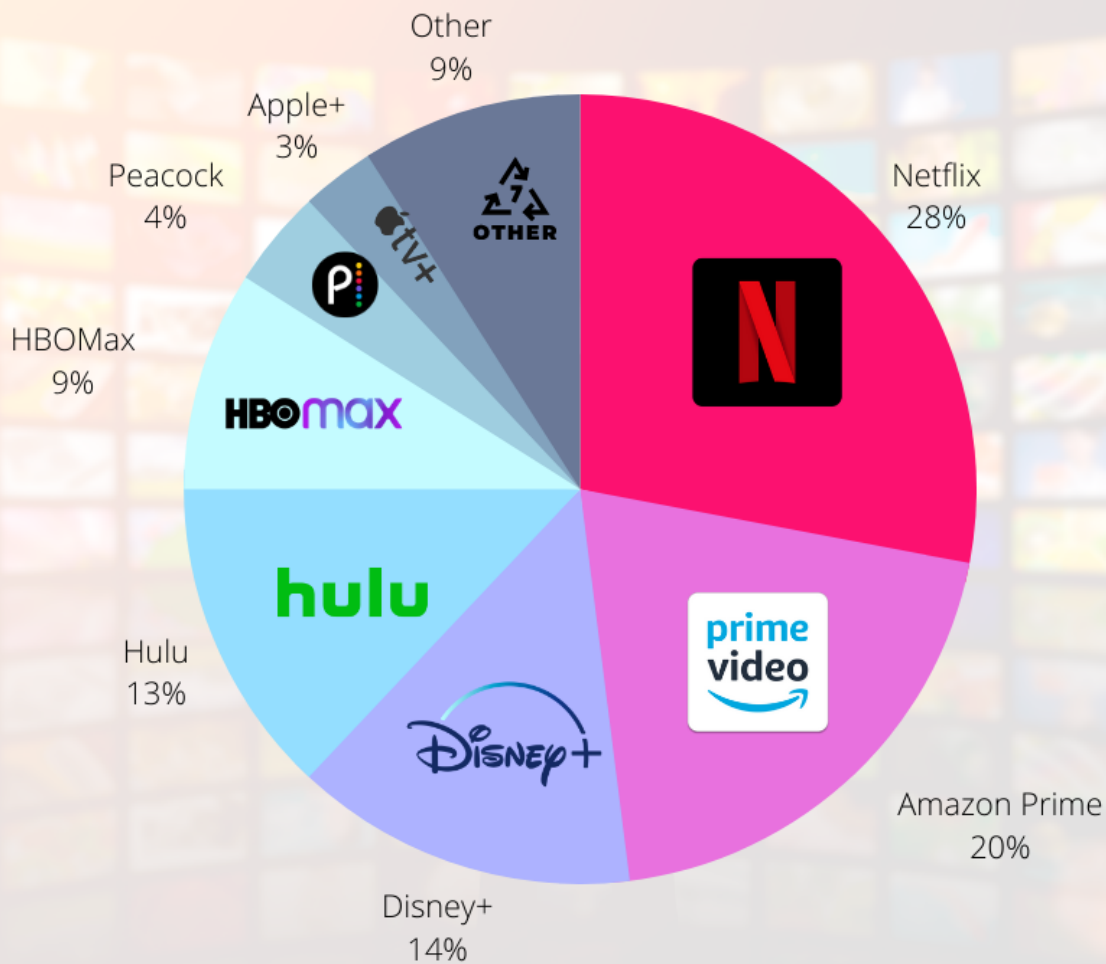 Other
9%
Apple+
3%
Peacock
4%
HBOMax
9%
Hulu
13%
Disney+
14%
Amazon Prime
20%
Netflix
28%
7
OTHER
tv+
P
HBOmax
hulu
Disney+
prime
video
N